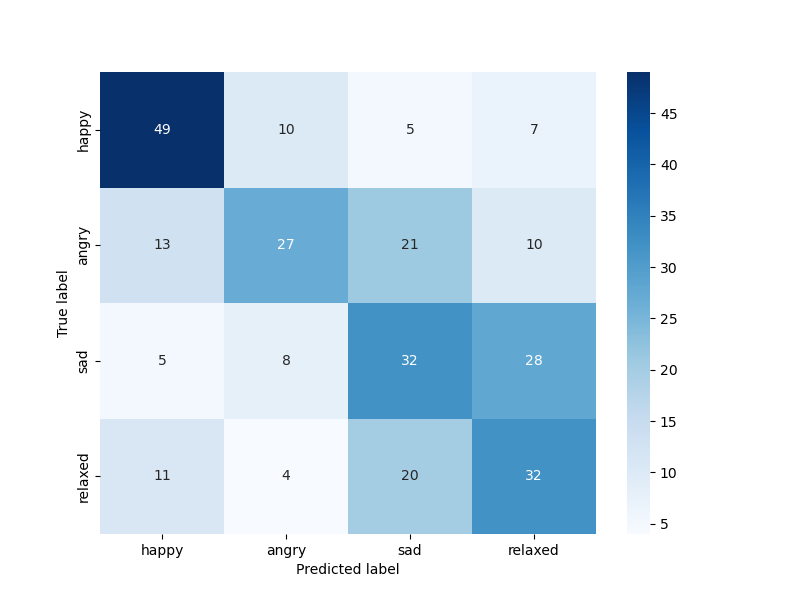 happy 49 10 5 7
angry 13 27 21 10
sad 5 8 32 28
relaxed 11 4 20 32
happy angry sad relaxed
Predicted label
True label
45
40
35
30
25
20
15
10
5